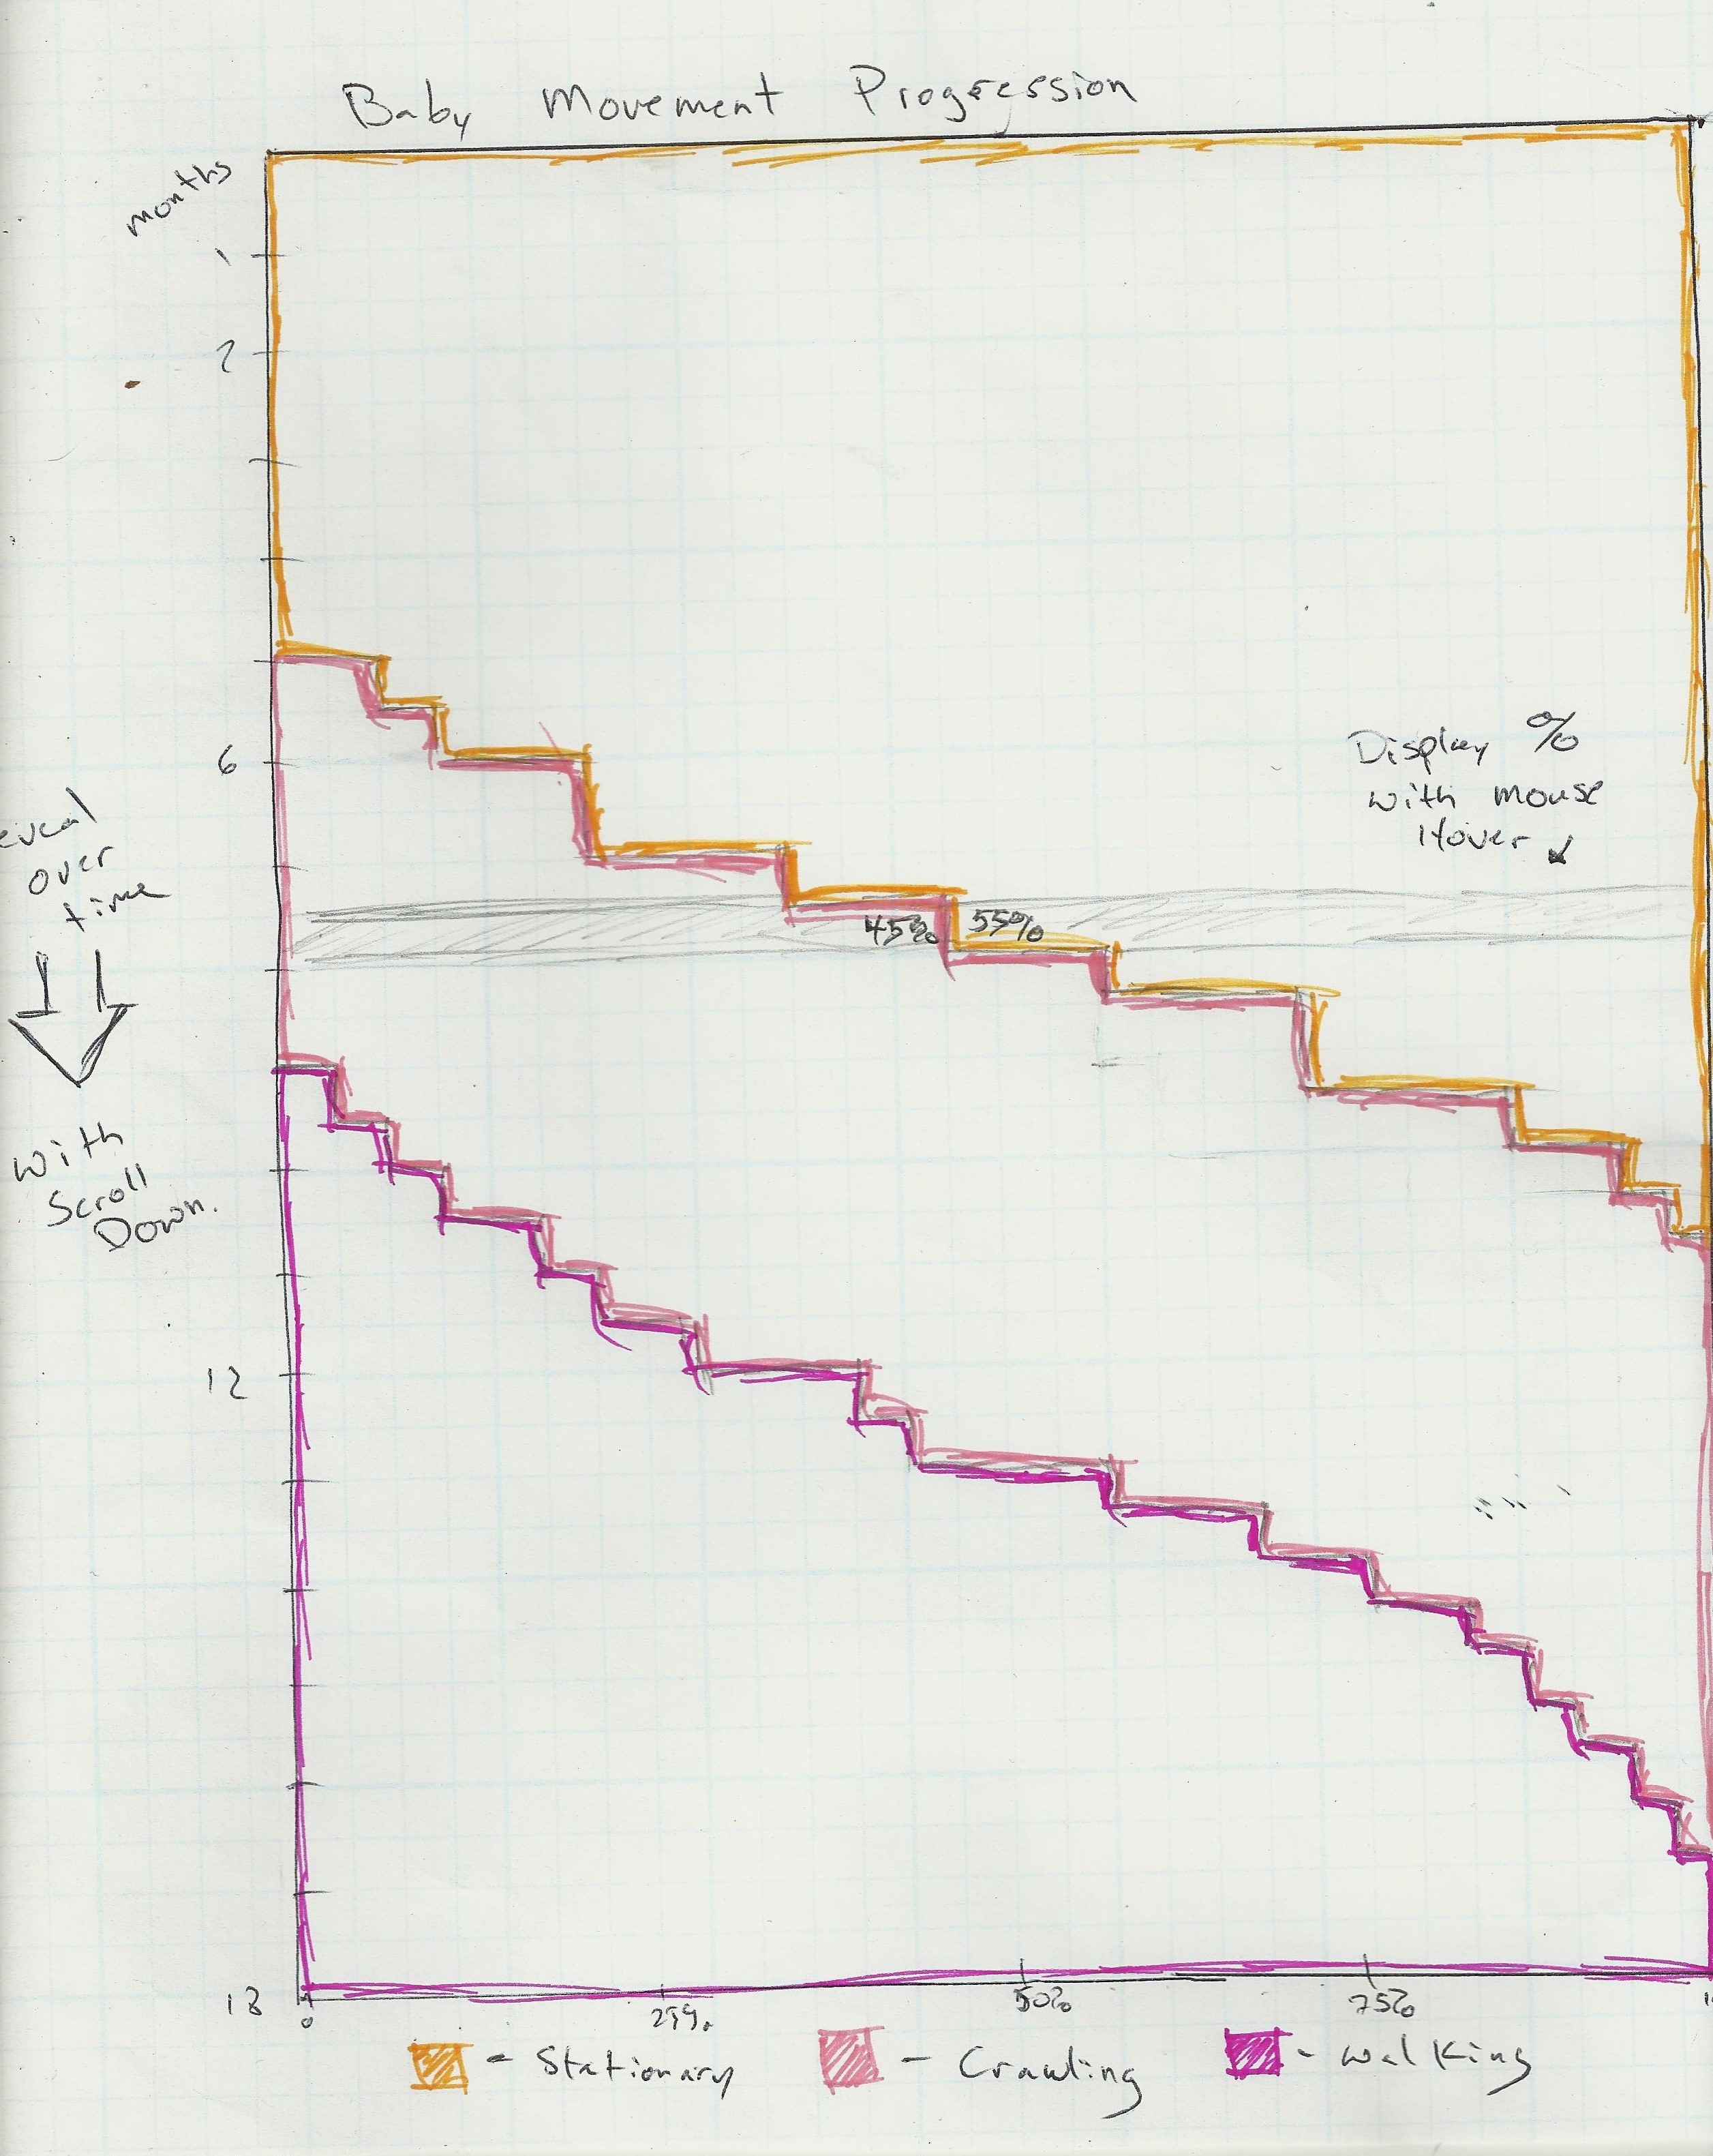 Baby Movement Progression
months
1
2
6
Display %
with mouse
Hover
eveal
over
time
45% 55%
With
Scroll
Down.
12
18
0 25% 50% 75% 1
- Stationary - Crawling - Walking